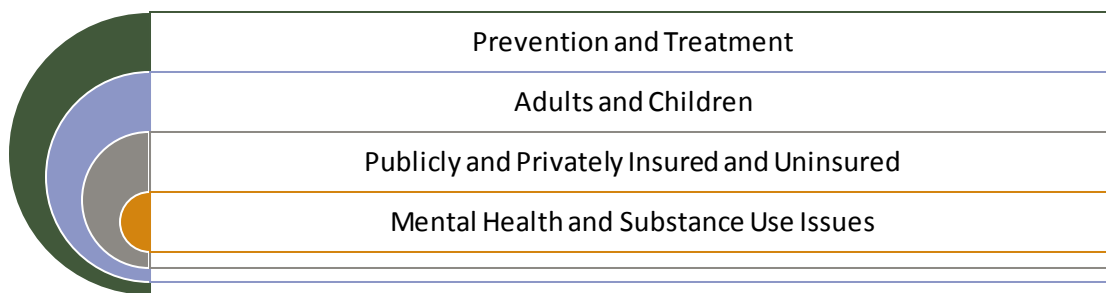 Prevention and Treatment
Adults and Children
Publicly and Privately Insured and Uninsured
Mental Health and Substance Use Issues